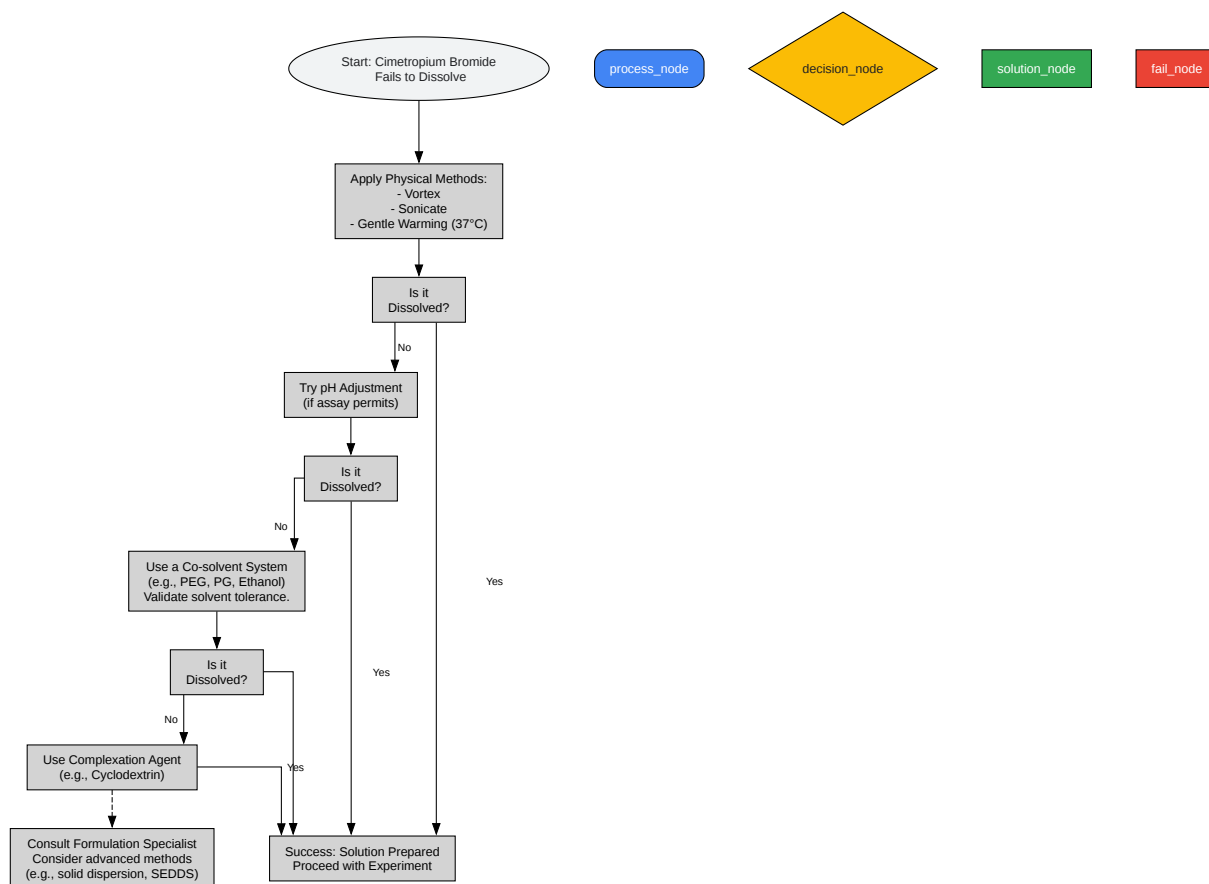 Start: Cimetropium Bromide
Fails to Dissolve
process_node
decision_node
solution_node
fail_node
Apply Physical Methods:
- Vortex
- Sonicate
- Gentle Warming (37°C)
Is it
Dissolved?
No
Try pH Adjustment
(if assay permits)
Is it
Dissolved?
No
Use a Co-solvent System
(e.g., PEG, PG, Ethanol)
Validate solvent tolerance.
Yes
Is it
Dissolved?
Yes
No
Use Complexation Agent
(e.g., Cyclodextrin)
Yes
Consult Formulation Specialist
Consider advanced methods
(e.g., solid dispersion, SEDDS)
Success: Solution Prepared
Proceed with Experiment